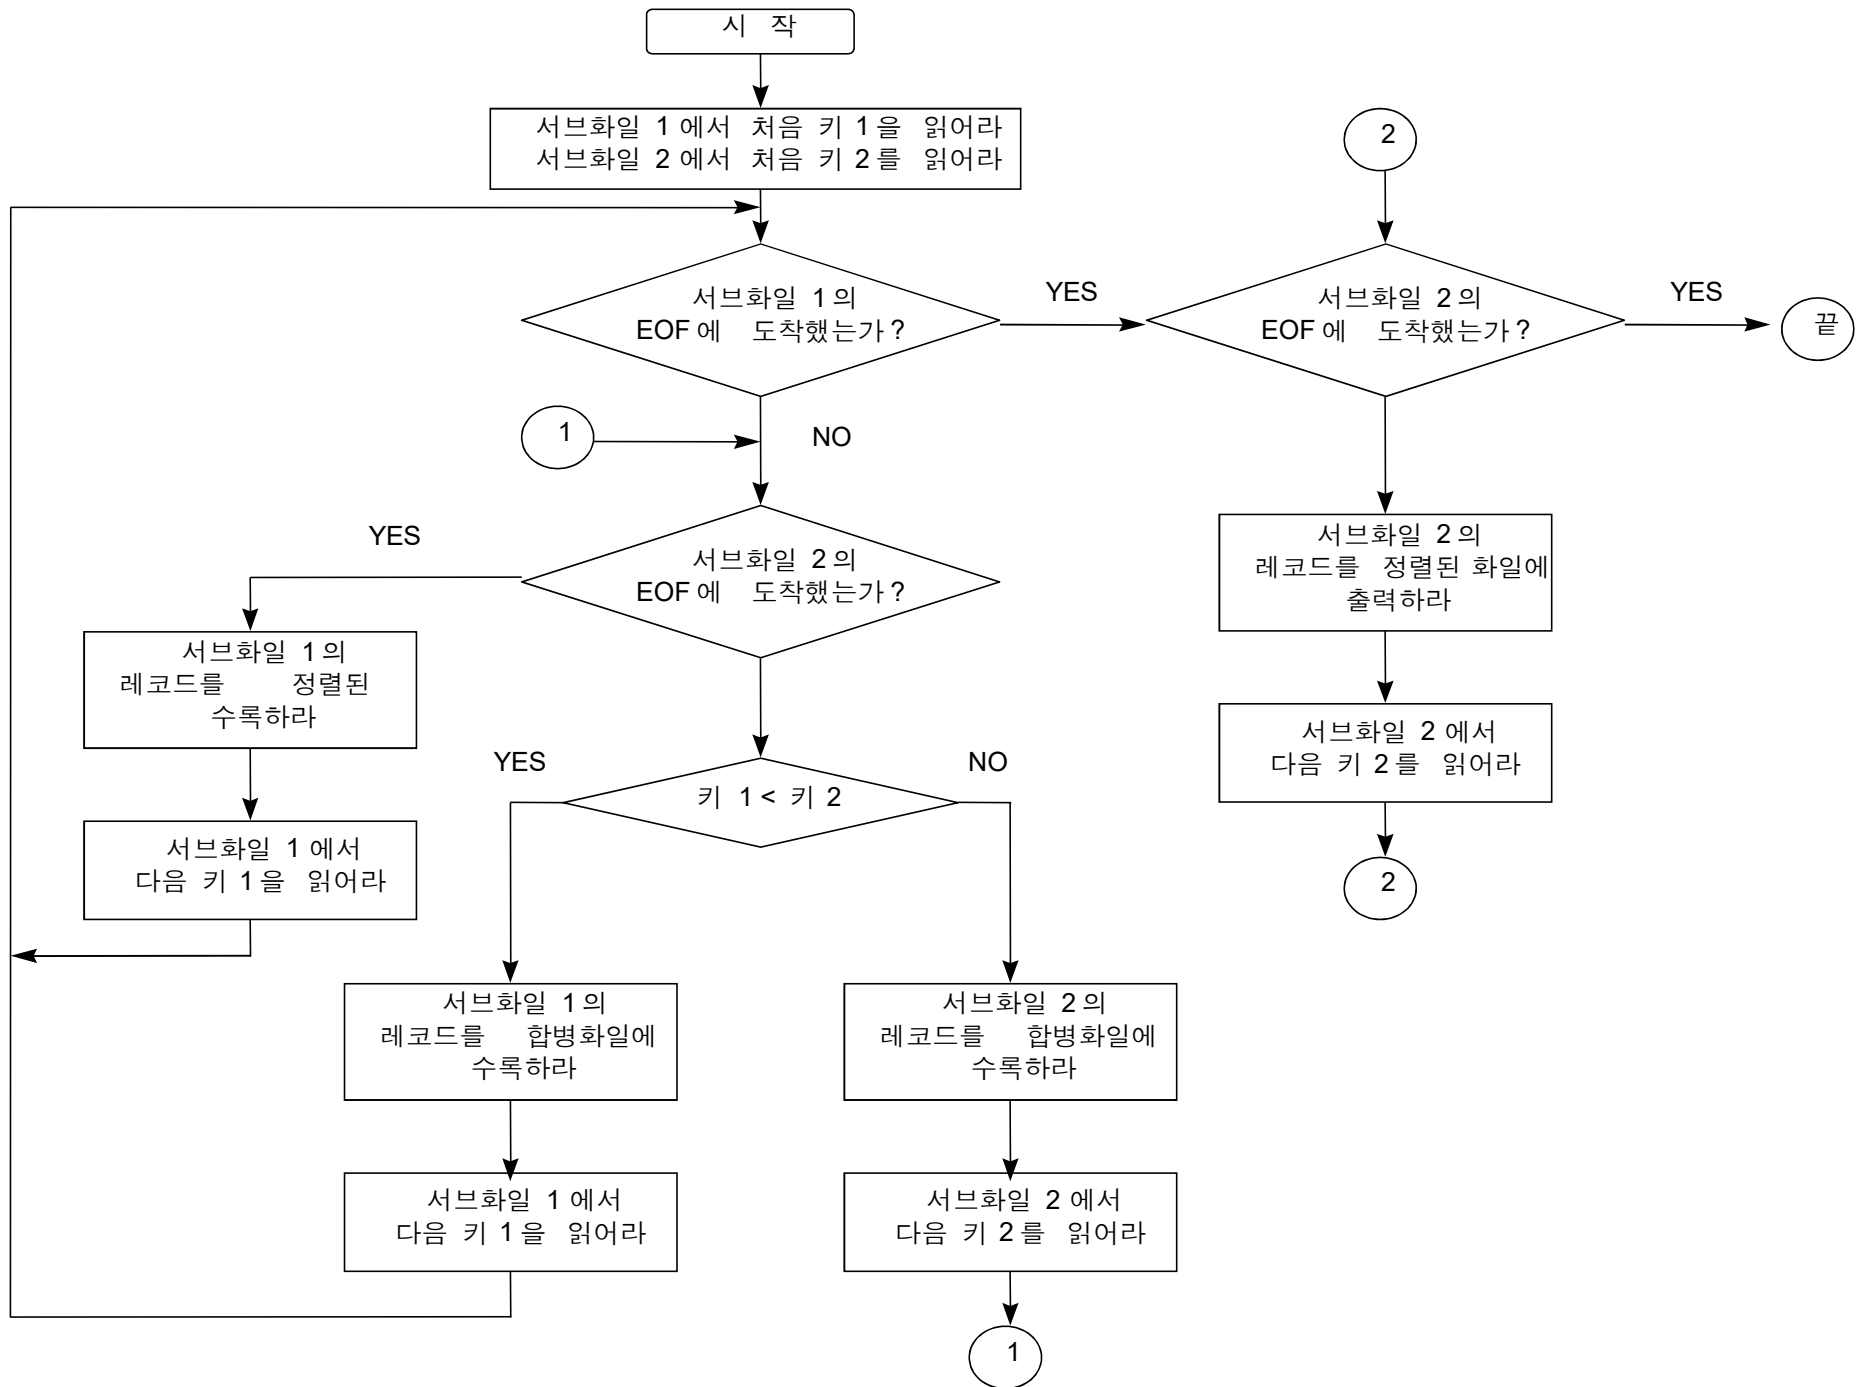 시 작
서브화일 1 에서 처음 키 1 을 읽어라
서브화일 2 에서 처음 키 2 를 읽어라
2
서브화일 1 의
EOF 에 도착했는가 ?
YES
서브화일 2 의
EOF 에 도착했는가 ?
YES
끝
1
NO
YES
서브화일 2 의
EOF 에 도착했는가 ?
서브화일 2 의
레코드를 정렬된 화일에
출력하라
서브화일 1 의
레코드를 정렬된
수록하라
서브화일 2 에서
다음 키 2 를 읽어라
YES
NO
키 1 < 키 2
서브화일 1 에서
다음 키 1 을 읽어라
2
서브화일 1 의
레코드를 합병화일에
수록하라
서브화일 2 의
레코드를 합병화일에
수록하라
서브화일 1 에서
다음 키 1 을 읽어라
서브화일 2 에서
다음 키 2 를 읽어라
1